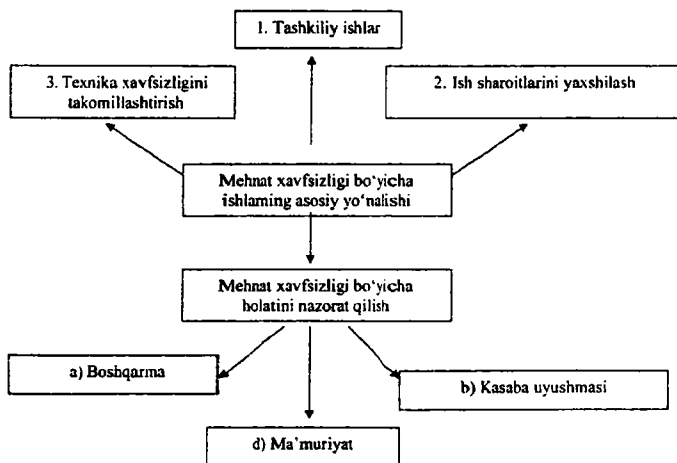 1. Tashkiliy ishlar
3. Texnika xavfsizligini
takomillashtirish
2. Ish sharoitlarini yaxshilash
Mehnat xavfsizligi bo‘yicha
ishlarning asosiy yo‘nalishi
Mehnat xavfsizligi bo‘yicha
holatini nazorat qilish
a) Boshqarma
b) Kasaba uyushmasi
d) Ma’muriyat